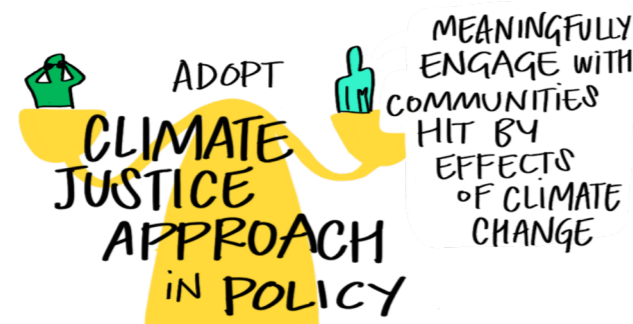 ADOPT
CLIMATE
JUSTICE
APPROACH
iN POLICY
MEANINGFULLY
ENGAGE WiTH
COMMUNiTiES
HIT BY
EFFECTS
OF CLiMATE
CHANGE